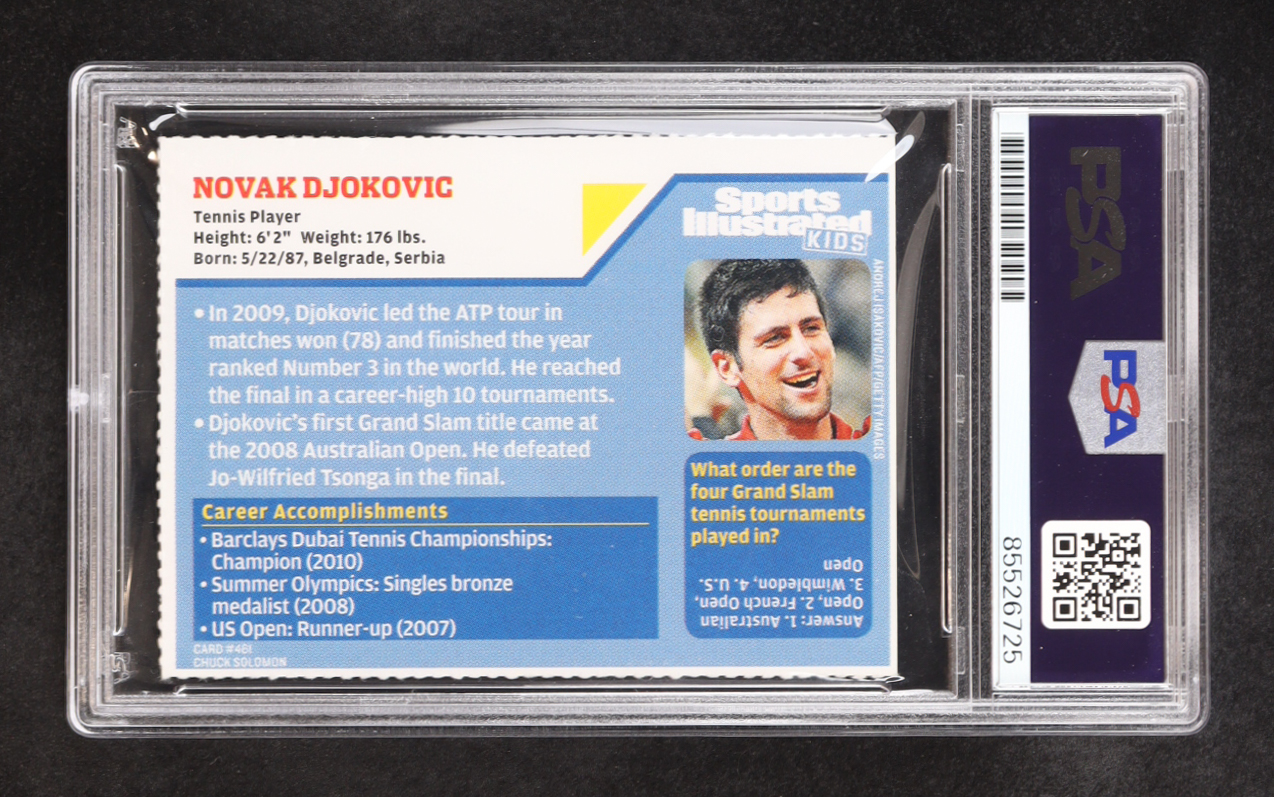 NOVAK DJOKOVIC
Tennis Player
Height: 6'2" Weight: 176 lbs.
Born: 5/22/87, Belgrade, Serbia
Sports
Illustrated
KIDS
• In 2009, Djokovic led the ATP tour in
matches won (78) and finished the year
ranked Number 3 in the world. He reached
the final in a career-high 10 tournaments.
• Djokovic's first Grand Slam title came at
the 2008 Australian Open. He defeated
Jo-Wilfried Tsonga in the final.
Career Accomplishments
• Barclays Dubai Tennis Championships:
Champion (2010)
• Summer Olympics: Singles bronze
medalist (2008)
• US Open: Runner-up (2007)
CARD #461
CHUCK SOLOMON
ANDREJ ISAKOVIC/AFP/GETTY IMAGES
What order are the
four Grand Slam
tennis tournaments
played in?
Answer: 1. Australian
Open, 2. French Open,
3. Wimbledon, 4. U.S.
Open
PSA
PSA
85526725